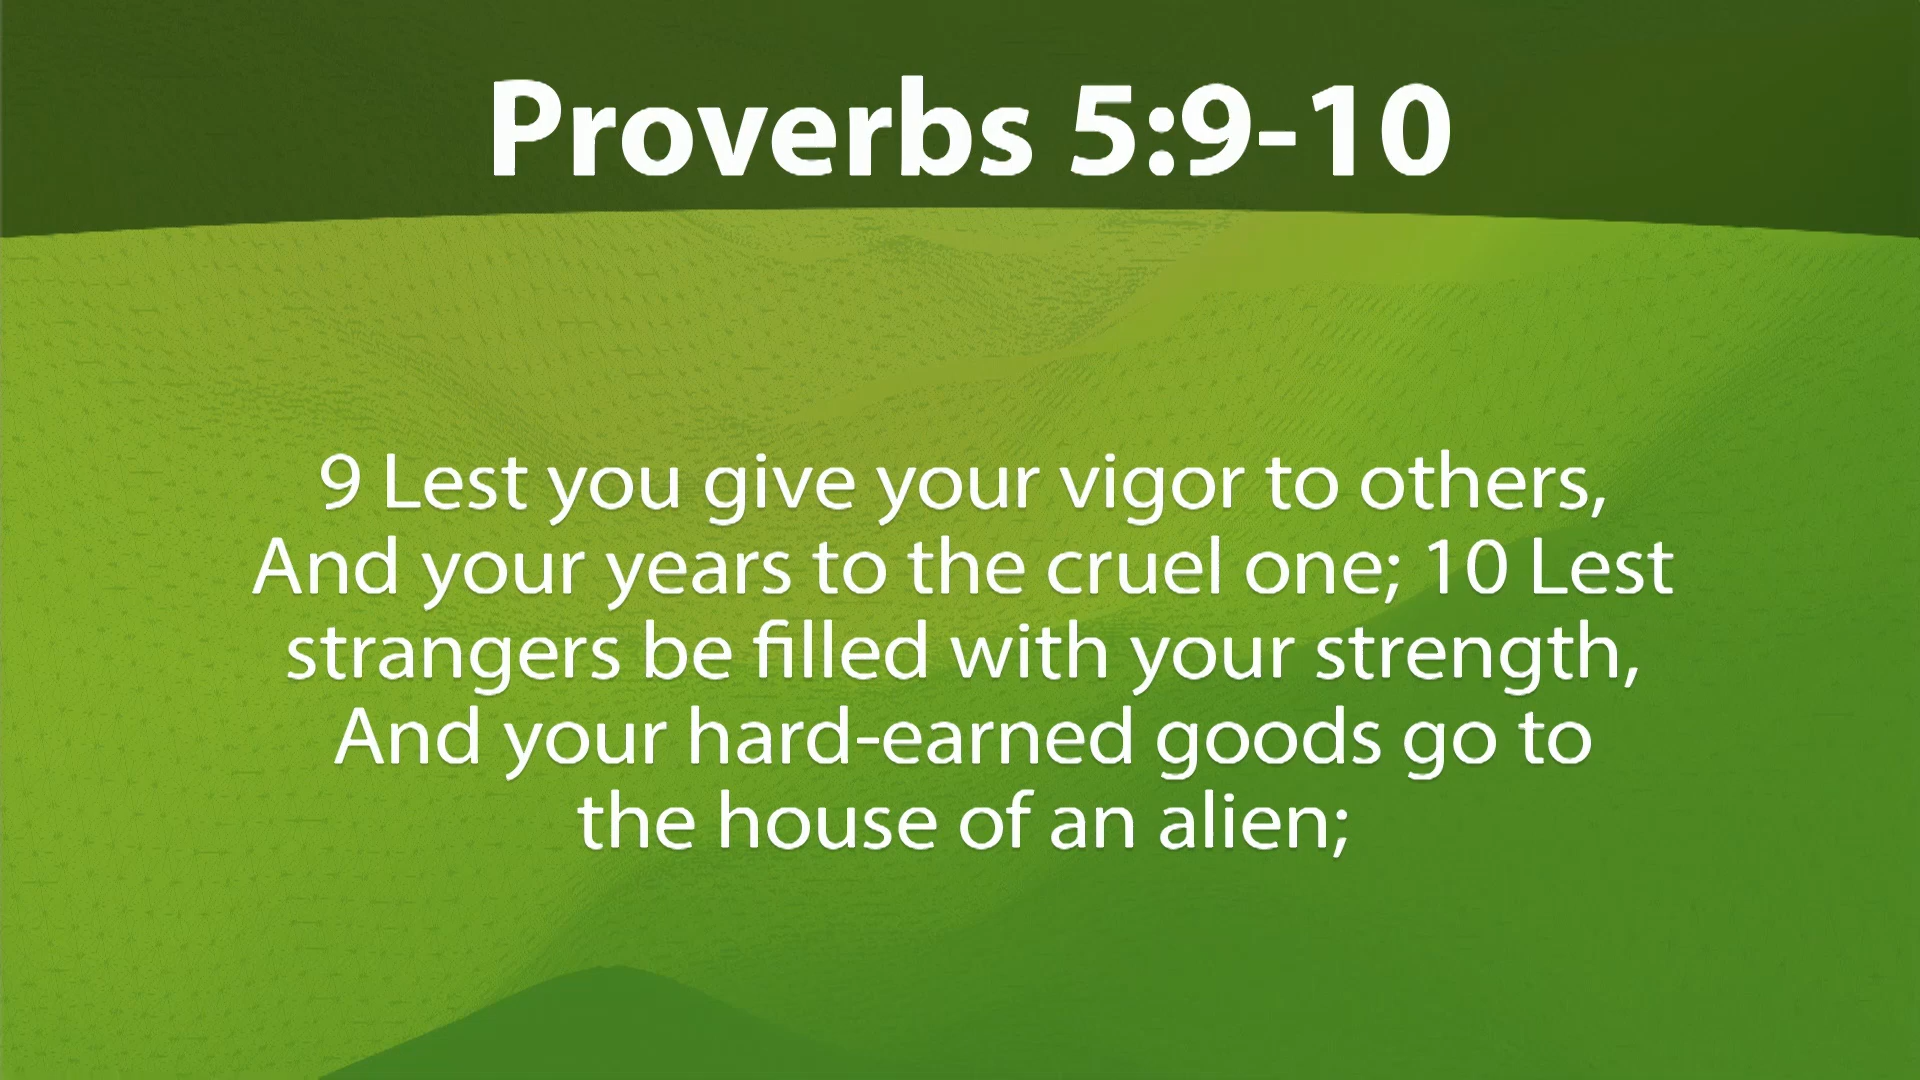 Proverbs 5:9-10
9 Lest you give your vigor to others,
And your years to the cruel one; 10 Lest
strangers be filled with your strength,
And your hard-earned goods go to
the house of an alien;